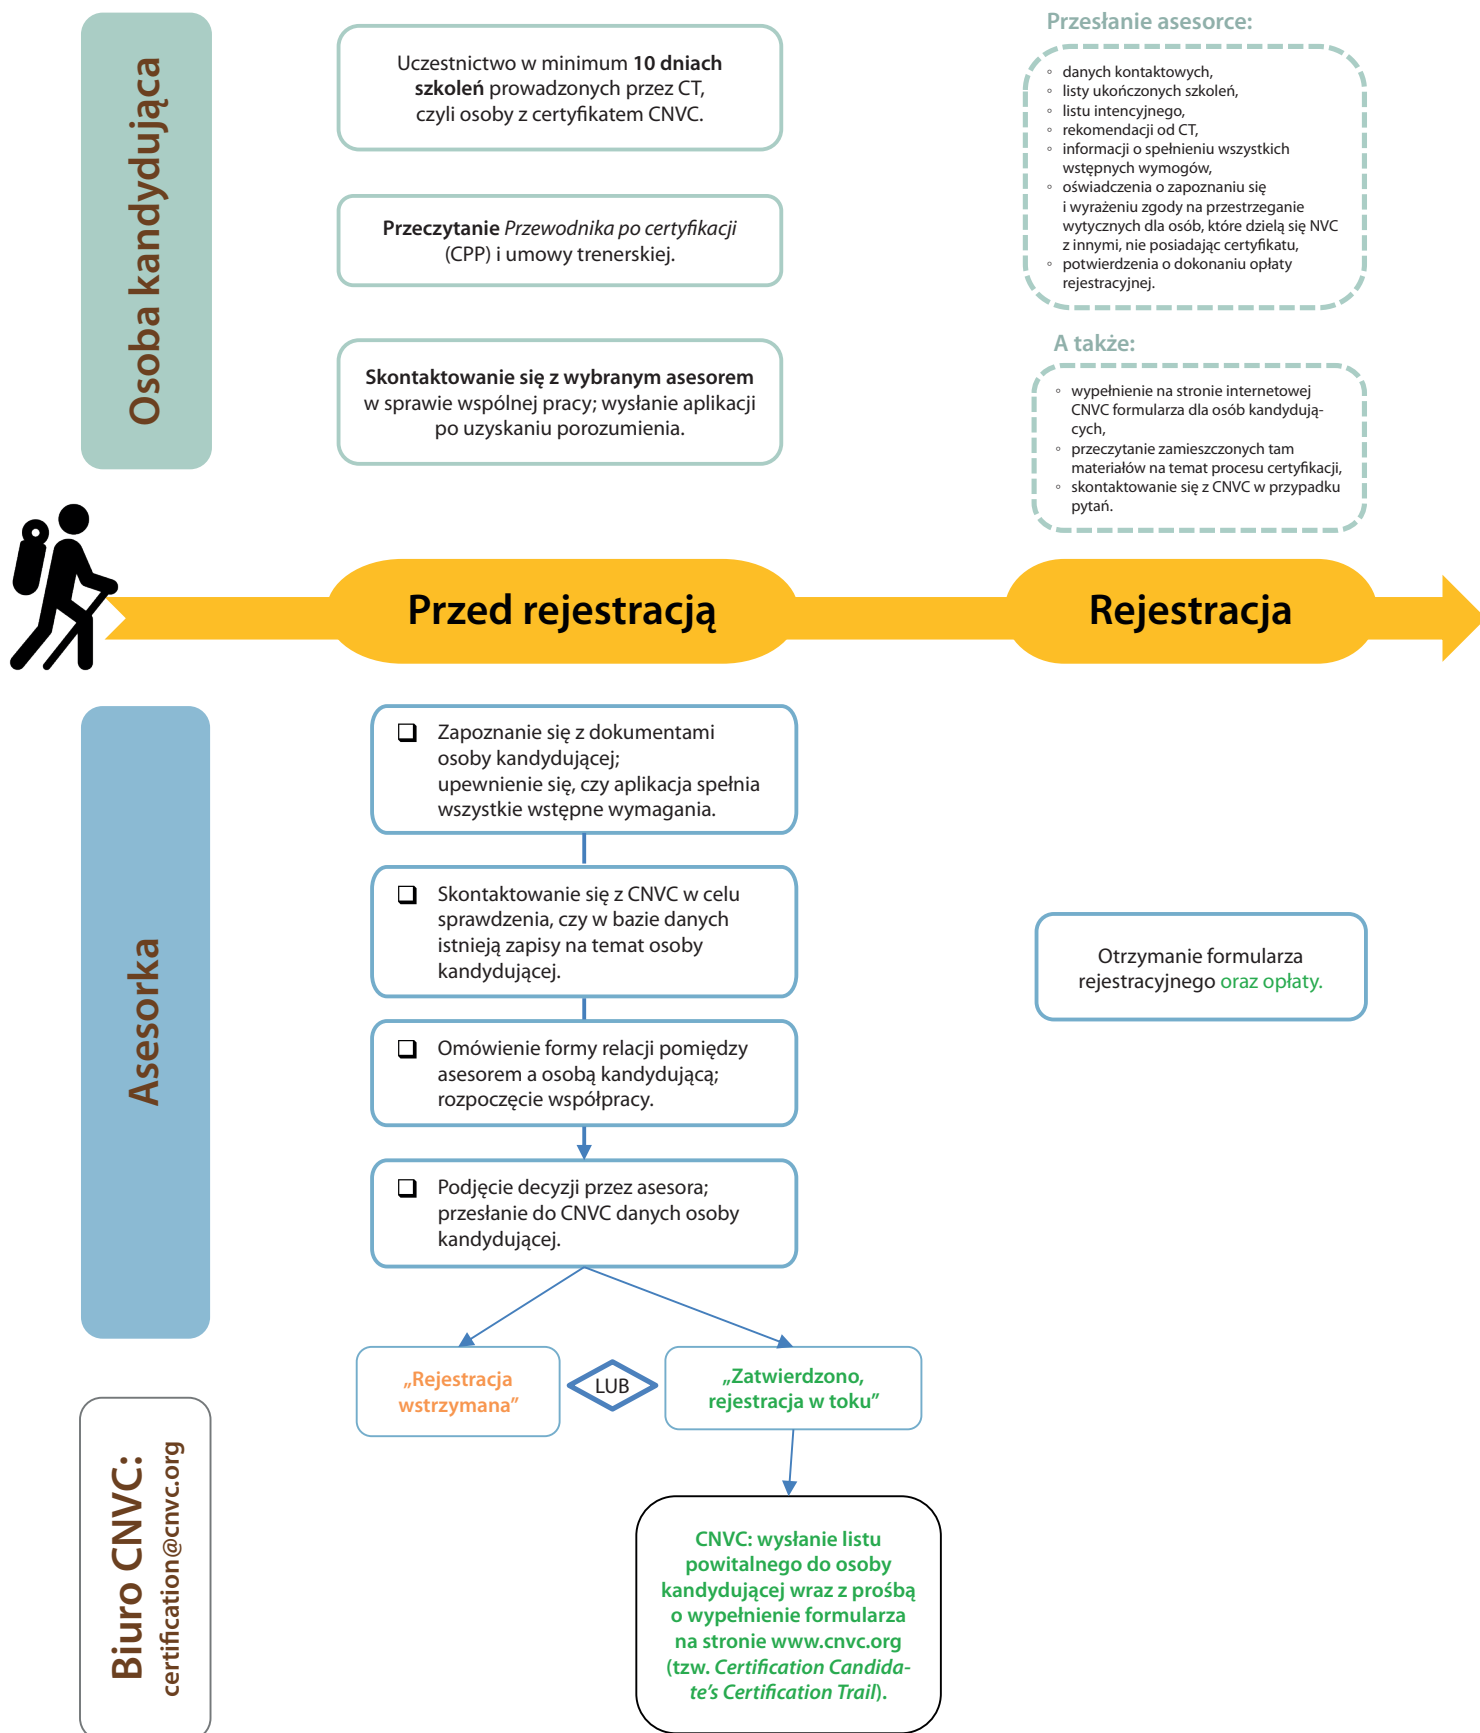 Osoba kandydująca
Uczestnictwo w minimum 10 dniach
szkoleń prowadzonych przez CT,
czyli osoby z certyfikatem CNVC.
Przeczytanie Przewodnika po certyfikacji
(CPP) i umowy trenerskiej.
Skontaktowanie się z wybranym asesorem
w sprawie wspólnej pracy; wysłanie aplikacji
po uzyskaniu porozumienia.
Przesłanie asesorce:
◦ danych kontaktowych,
◦ listy ukończonych szkoleń,
◦ listu intencyjnego,
◦ rekomendacji od CT,
◦ informacji o spełnieniu wszystkich
wstępnych wymogów,
◦ oświadczenia o zapoznaniu się
i wyrażeniu zgody na przestrzeganie
wytycznych dla osób, które dzielą się NVC
z innymi, nie posiadając certyfikatu,
◦ potwierdzenia o dokonaniu opłaty
rejestracyjnej.
A także:
◦ wypełnienie na stronie internetowej
CNVC formularza dla osób kandydują-
cych,
◦ przeczytanie zamieszczonych tam
materiałów na temat procesu certyfikacji,
◦ skontaktowanie się z CNVC w przypadku
pytań.
Przed rejestracją
Rejestracja
Asesorka
❑ Zapoznanie się z dokumentami
osoby kandydującej;
upewnienie się, czy aplikacja spełnia
wszystkie wstępne wymagania.
❑ Skontaktowanie się z CNVC w celu
sprawdzenia, czy w bazie danych
istnieją zapisy na temat osoby
kandydującej.
❑ Omówienie formy relacji pomiędzy
asesorem a osobą kandydującą;
rozpoczęcie współpracy.
❑ Podjęcie decyzji przez asesora;
przesłanie do CNVC danych osoby
kandydującej.
Otrzymanie formularza
rejestracyjnego oraz opłaty.
„Rejestracja
wstrzymana”
LUB
„Zatwierdzono,
rejestracja w toku”
Biuro CNVC:
certification@cnvc.org
CNVC: wysłanie listu
powitalnego do osoby
kandydującej wraz z prośbą
o wypełnienie formularza
na stronie www.cnvc.org
(tzw. Certification Candida-
te’s Certification Trail).